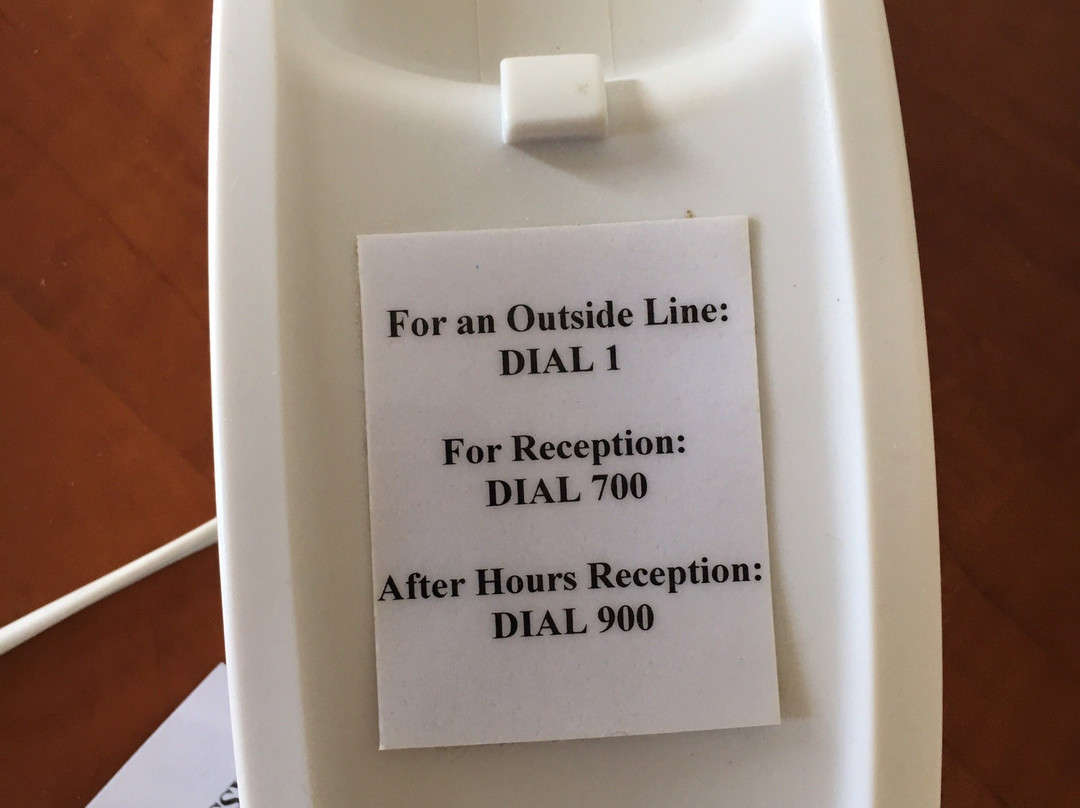 For an Outside Line:
DIAL 1
For Reception:
DIAL 700
After Hours Reception:
DIAL 900